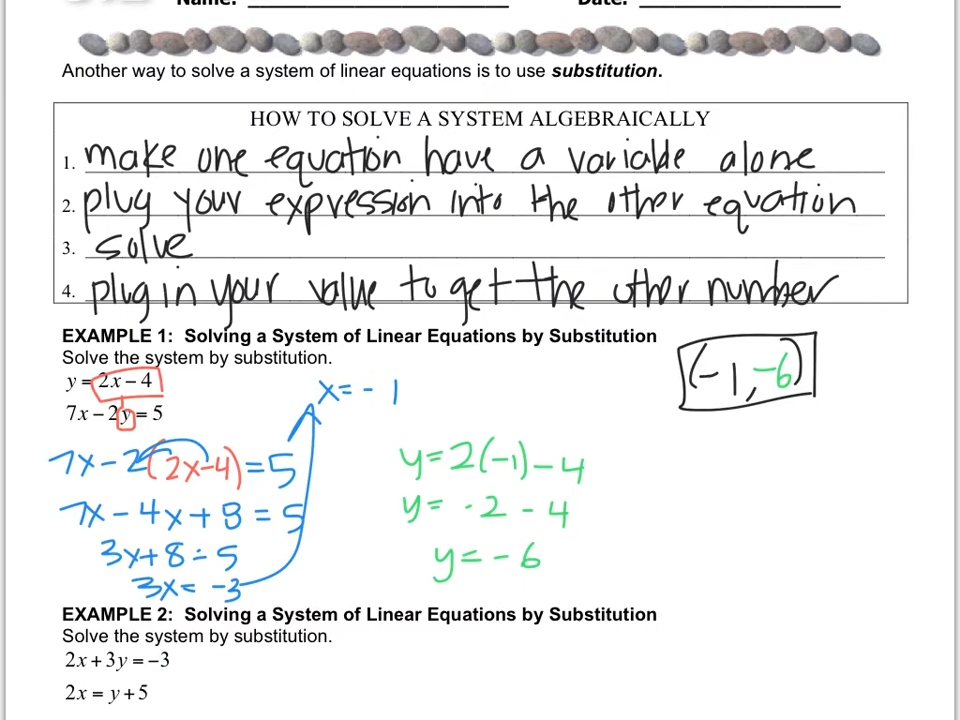 Name: Date:
Another way to solve a system of linear equations is to use substitution.
HOW TO SOLVE A SYSTEM ALGEBRAICALLY
1. make one equation have a variable alone
2. plug your expression into the other equation
3. solve
4. plug in your value to get the other number
EXAMPLE 1: Solving a System of Linear Equations by Substitution
Solve the system by substitution.
y = 2x – 4
7x – 2y = 5
x = - 1
(-1, -6)
7x - 2(2x-4) = 5
7x - 4x + 8 = 5
3x + 8 = 5
3x = -3
y = 2(-1) - 4
y = -2 - 4
y = -6
EXAMPLE 2: Solving a System of Linear Equations by Substitution
Solve the system by substitution.
2x + 3y = –3
2x = y + 5